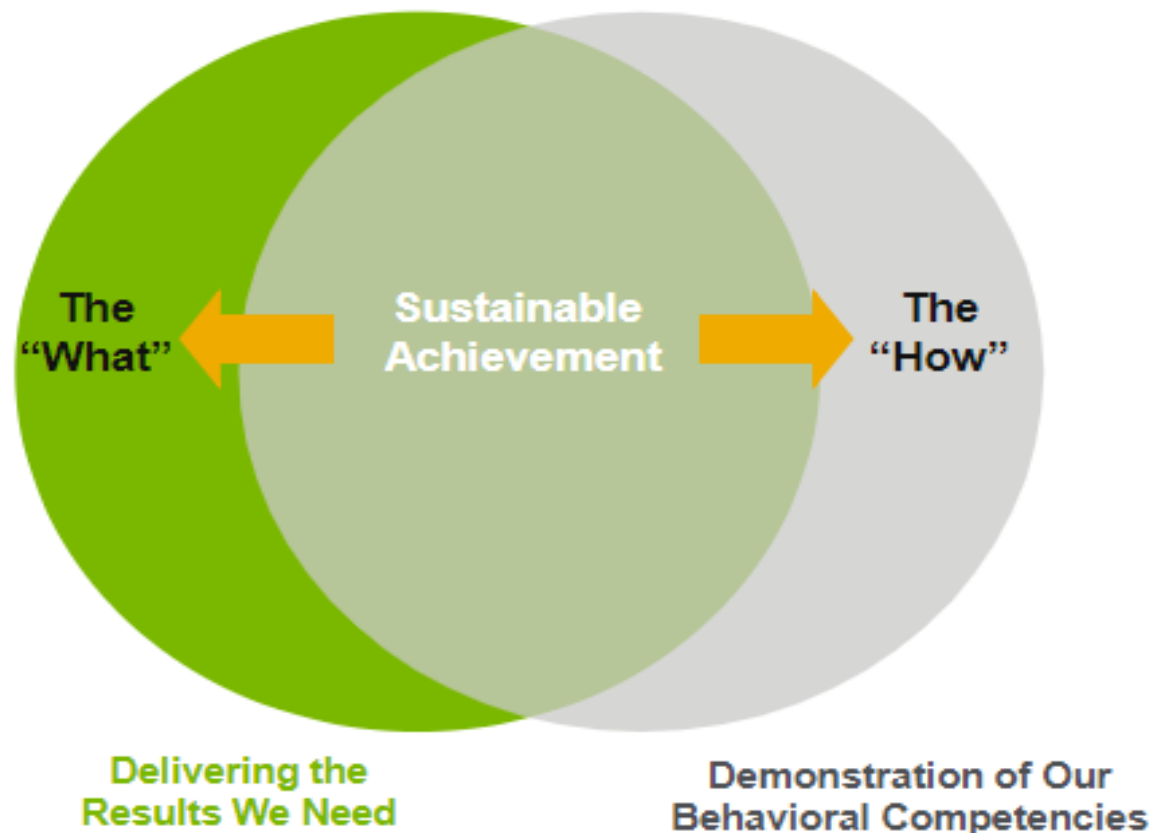 The
“What”
Sustainable
Achievement
The
“How”
Delivering the
Results We Need
Demonstration of Our
Behavioral Competencies